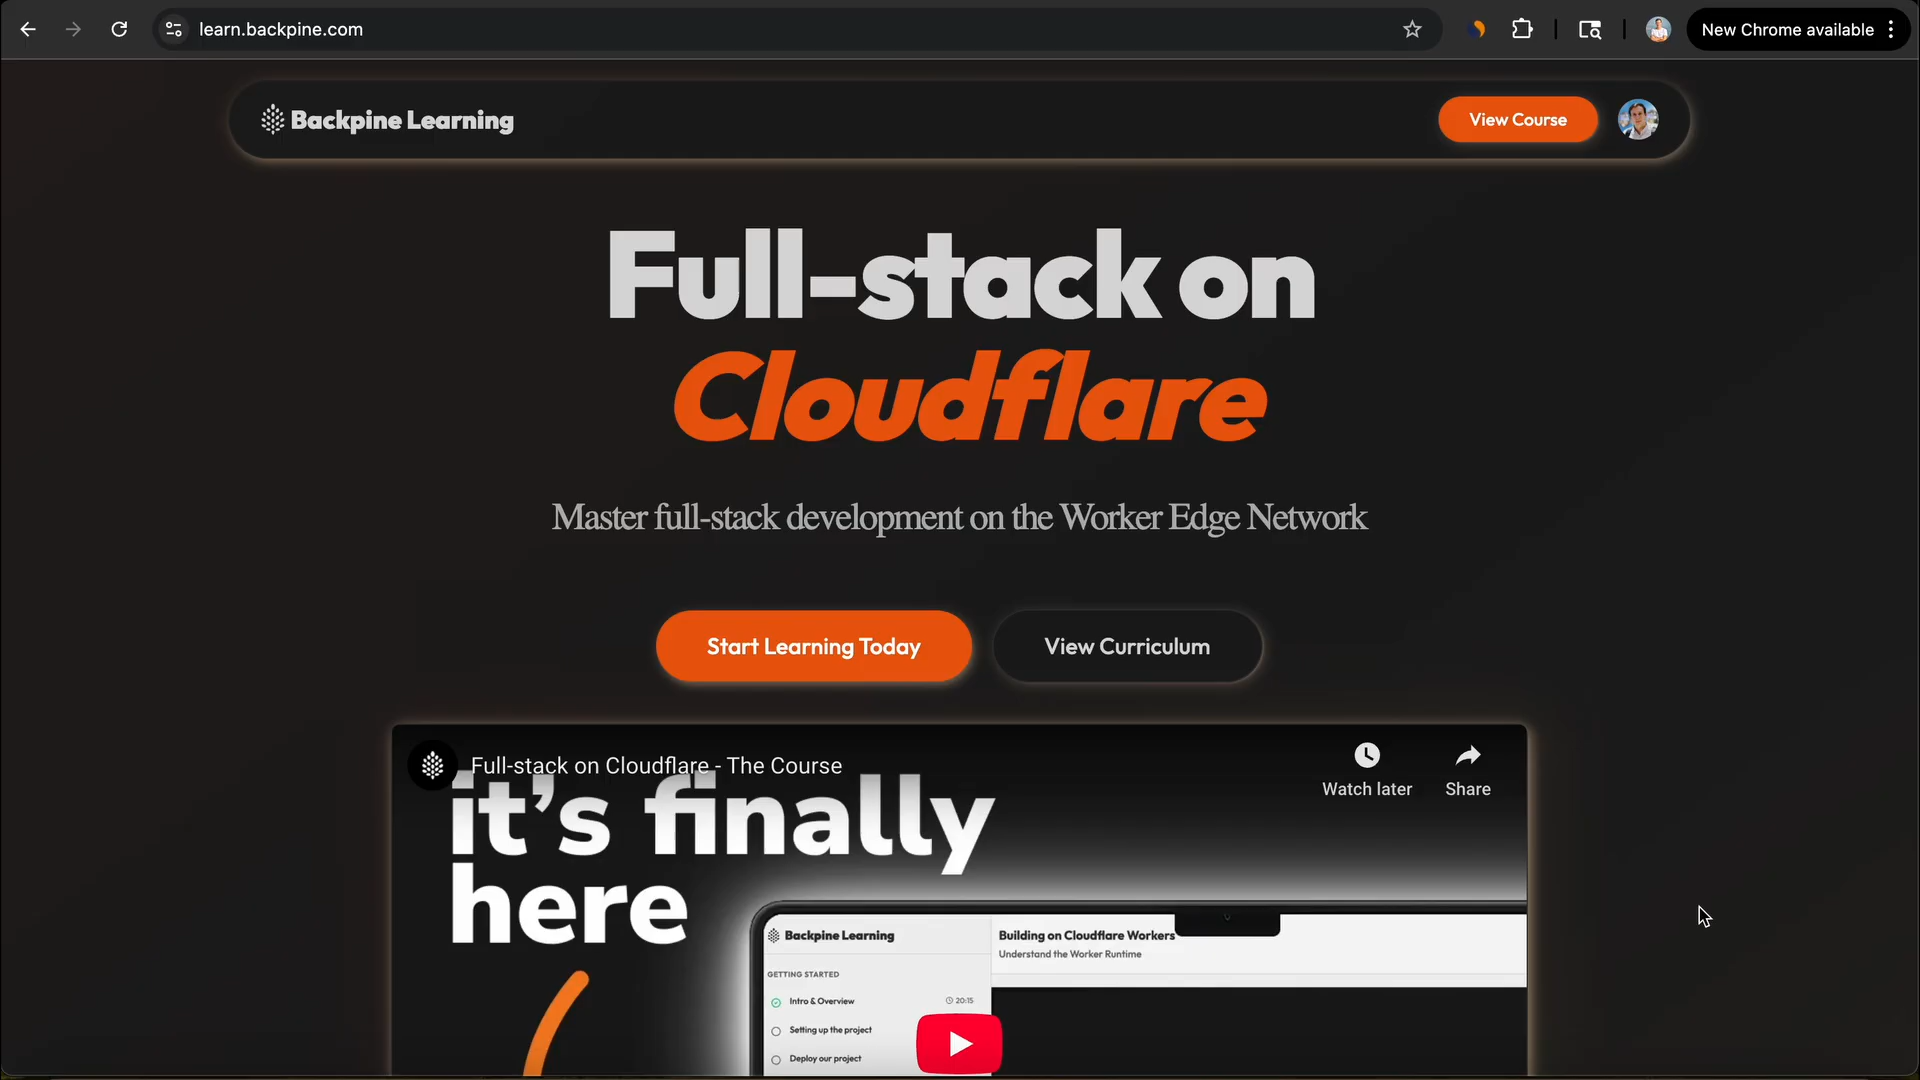 learn.backpine.com
New Chrome available
Backpine Learning
View Course
Full-stack on
Cloudflare
Master full-stack development on the Worker Edge Network
Start Learning Today
View Curriculum
Full-stack on Cloudflare - The Course
Watch later
Share
it's finally
here
Backpine Learning
Building on Cloudflare Workers
Understand the Worker Runtime
GETTING STARTED
Intro & Overview
20:15
Setting up the project
Deploy our project